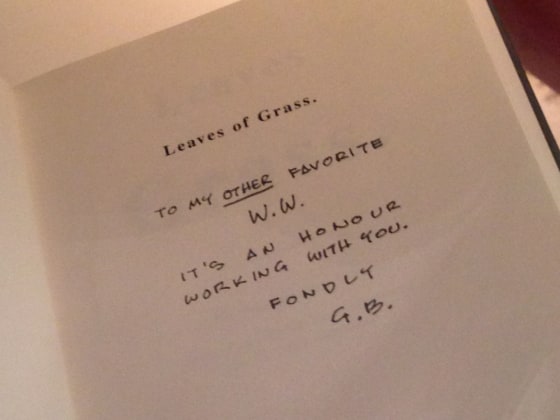 Leaves of Grass.
TO MY OTHER FAVORITE
W.W.
IT'S AN HONOUR
WORKING WITH YOU.
FONDLY
G.B.